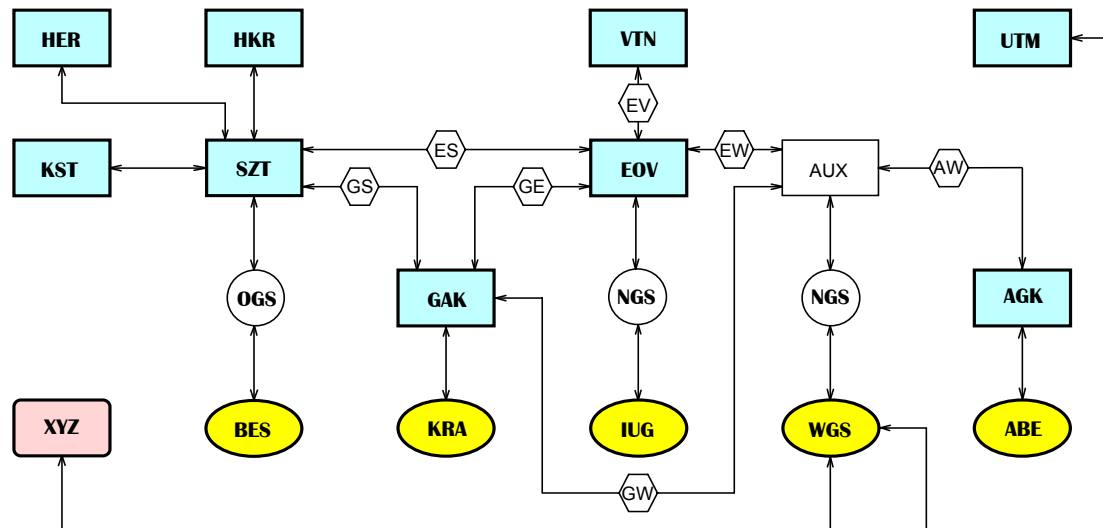 HER
HKR
VTN
UTM
EV
KST
SZT
ES
EOV
EW
AUX
AW
GS
GE
OGS
GAK
NGS
NGS
AGK
XYZ
BES
KRA
IUG
WGS
ABE
GW